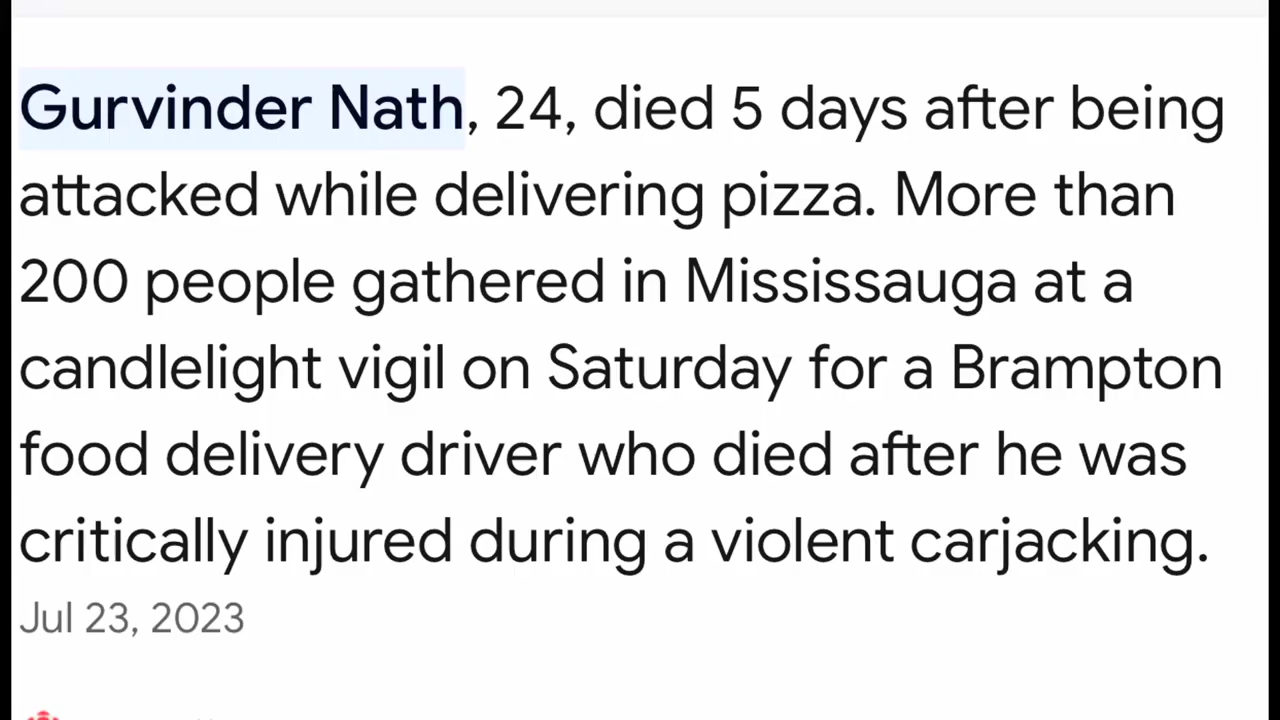 Gurvinder Nath, 24, died 5 days after being
attacked while delivering pizza. More than
200 people gathered in Mississauga at a
candlelight vigil on Saturday for a Brampton
food delivery driver who died after he was
critically injured during a violent carjacking.
Jul 23, 2023